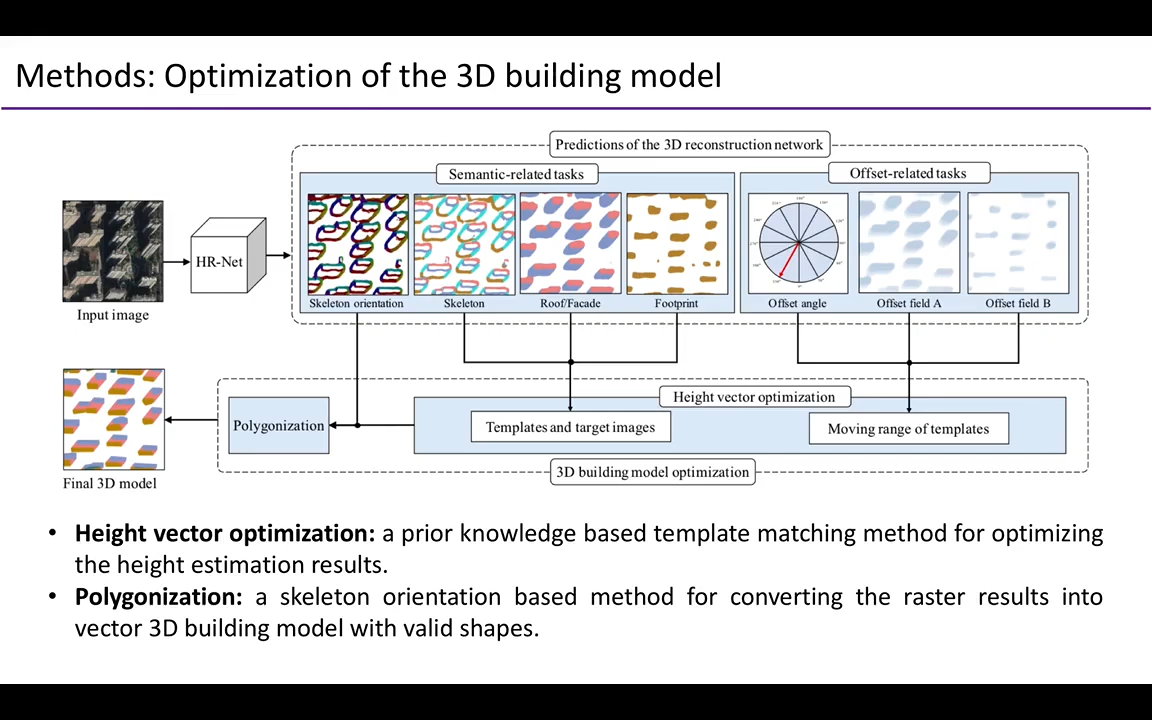 Methods: Optimization of the 3D building model
Predictions of the 3D reconstruction network
Semantic-related tasks
Offset-related tasks
HR-Net
Input image
Skeleton orientation
Skeleton
Roof/Facade
Footprint
Offset angle
Offset field A
Offset field B
Height vector optimization
Polygonization
Templates and target images
Moving range of templates
3D building model optimization
Final 3D model
• Height vector optimization: a prior knowledge based template matching method for optimizing
the height estimation results.
• Polygonization: a skeleton orientation based method for converting the raster results into
vector 3D building model with valid shapes.